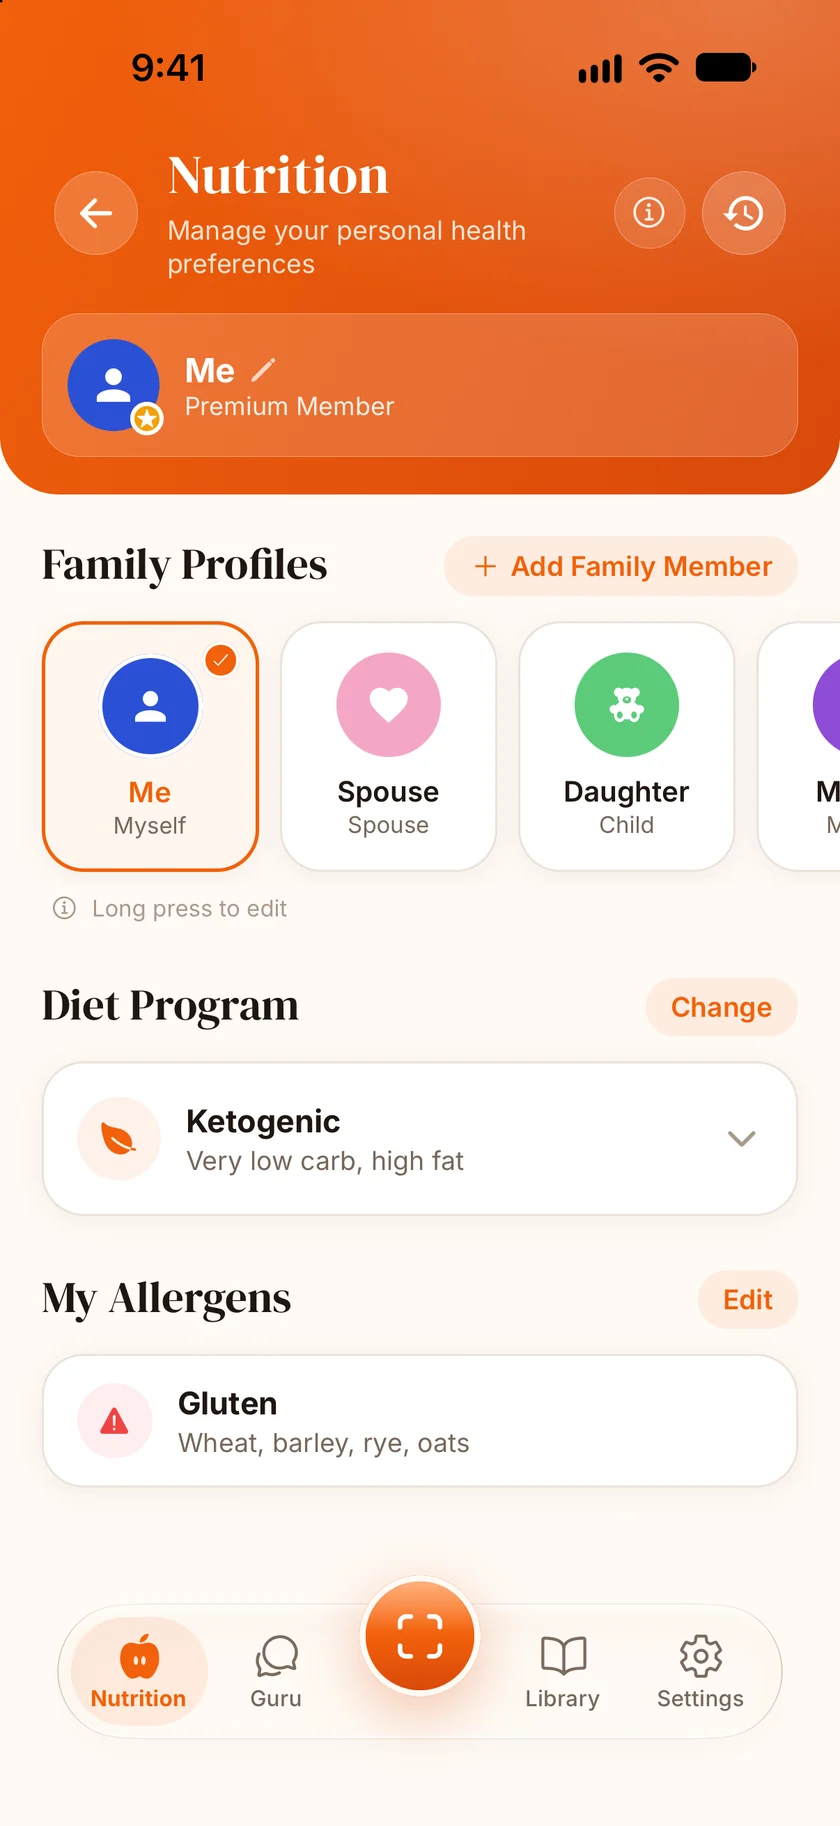 9:41
Nutrition
Manage your personal health
preferences
Me
Premium Member
Family Profiles
+ Add Family Member
Me
Myself
Spouse
Spouse
Daughter
Child
M
M
Long press to edit
Diet Program
Change
Ketogenic
Very low carb, high fat
My Allergens
Edit
Gluten
Wheat, barley, rye, oats
Nutrition
Guru
Library
Settings